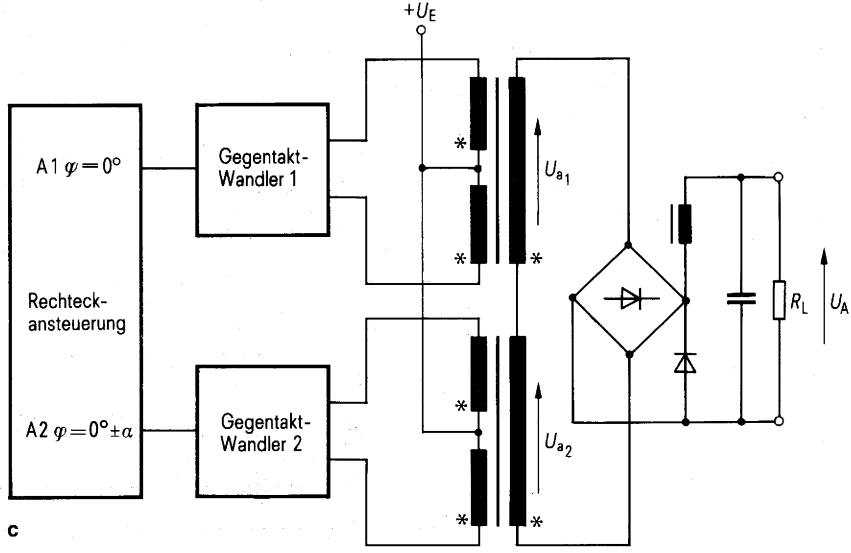 +U_E
A1 φ=0°
Rechteck-
ansteuerung
A2 φ=0°±α
Gegentakt-
Wandler 1
Gegentakt-
Wandler 2
*
*
*
*
*
*
U_a1
U_a2
R_L
U_A
c